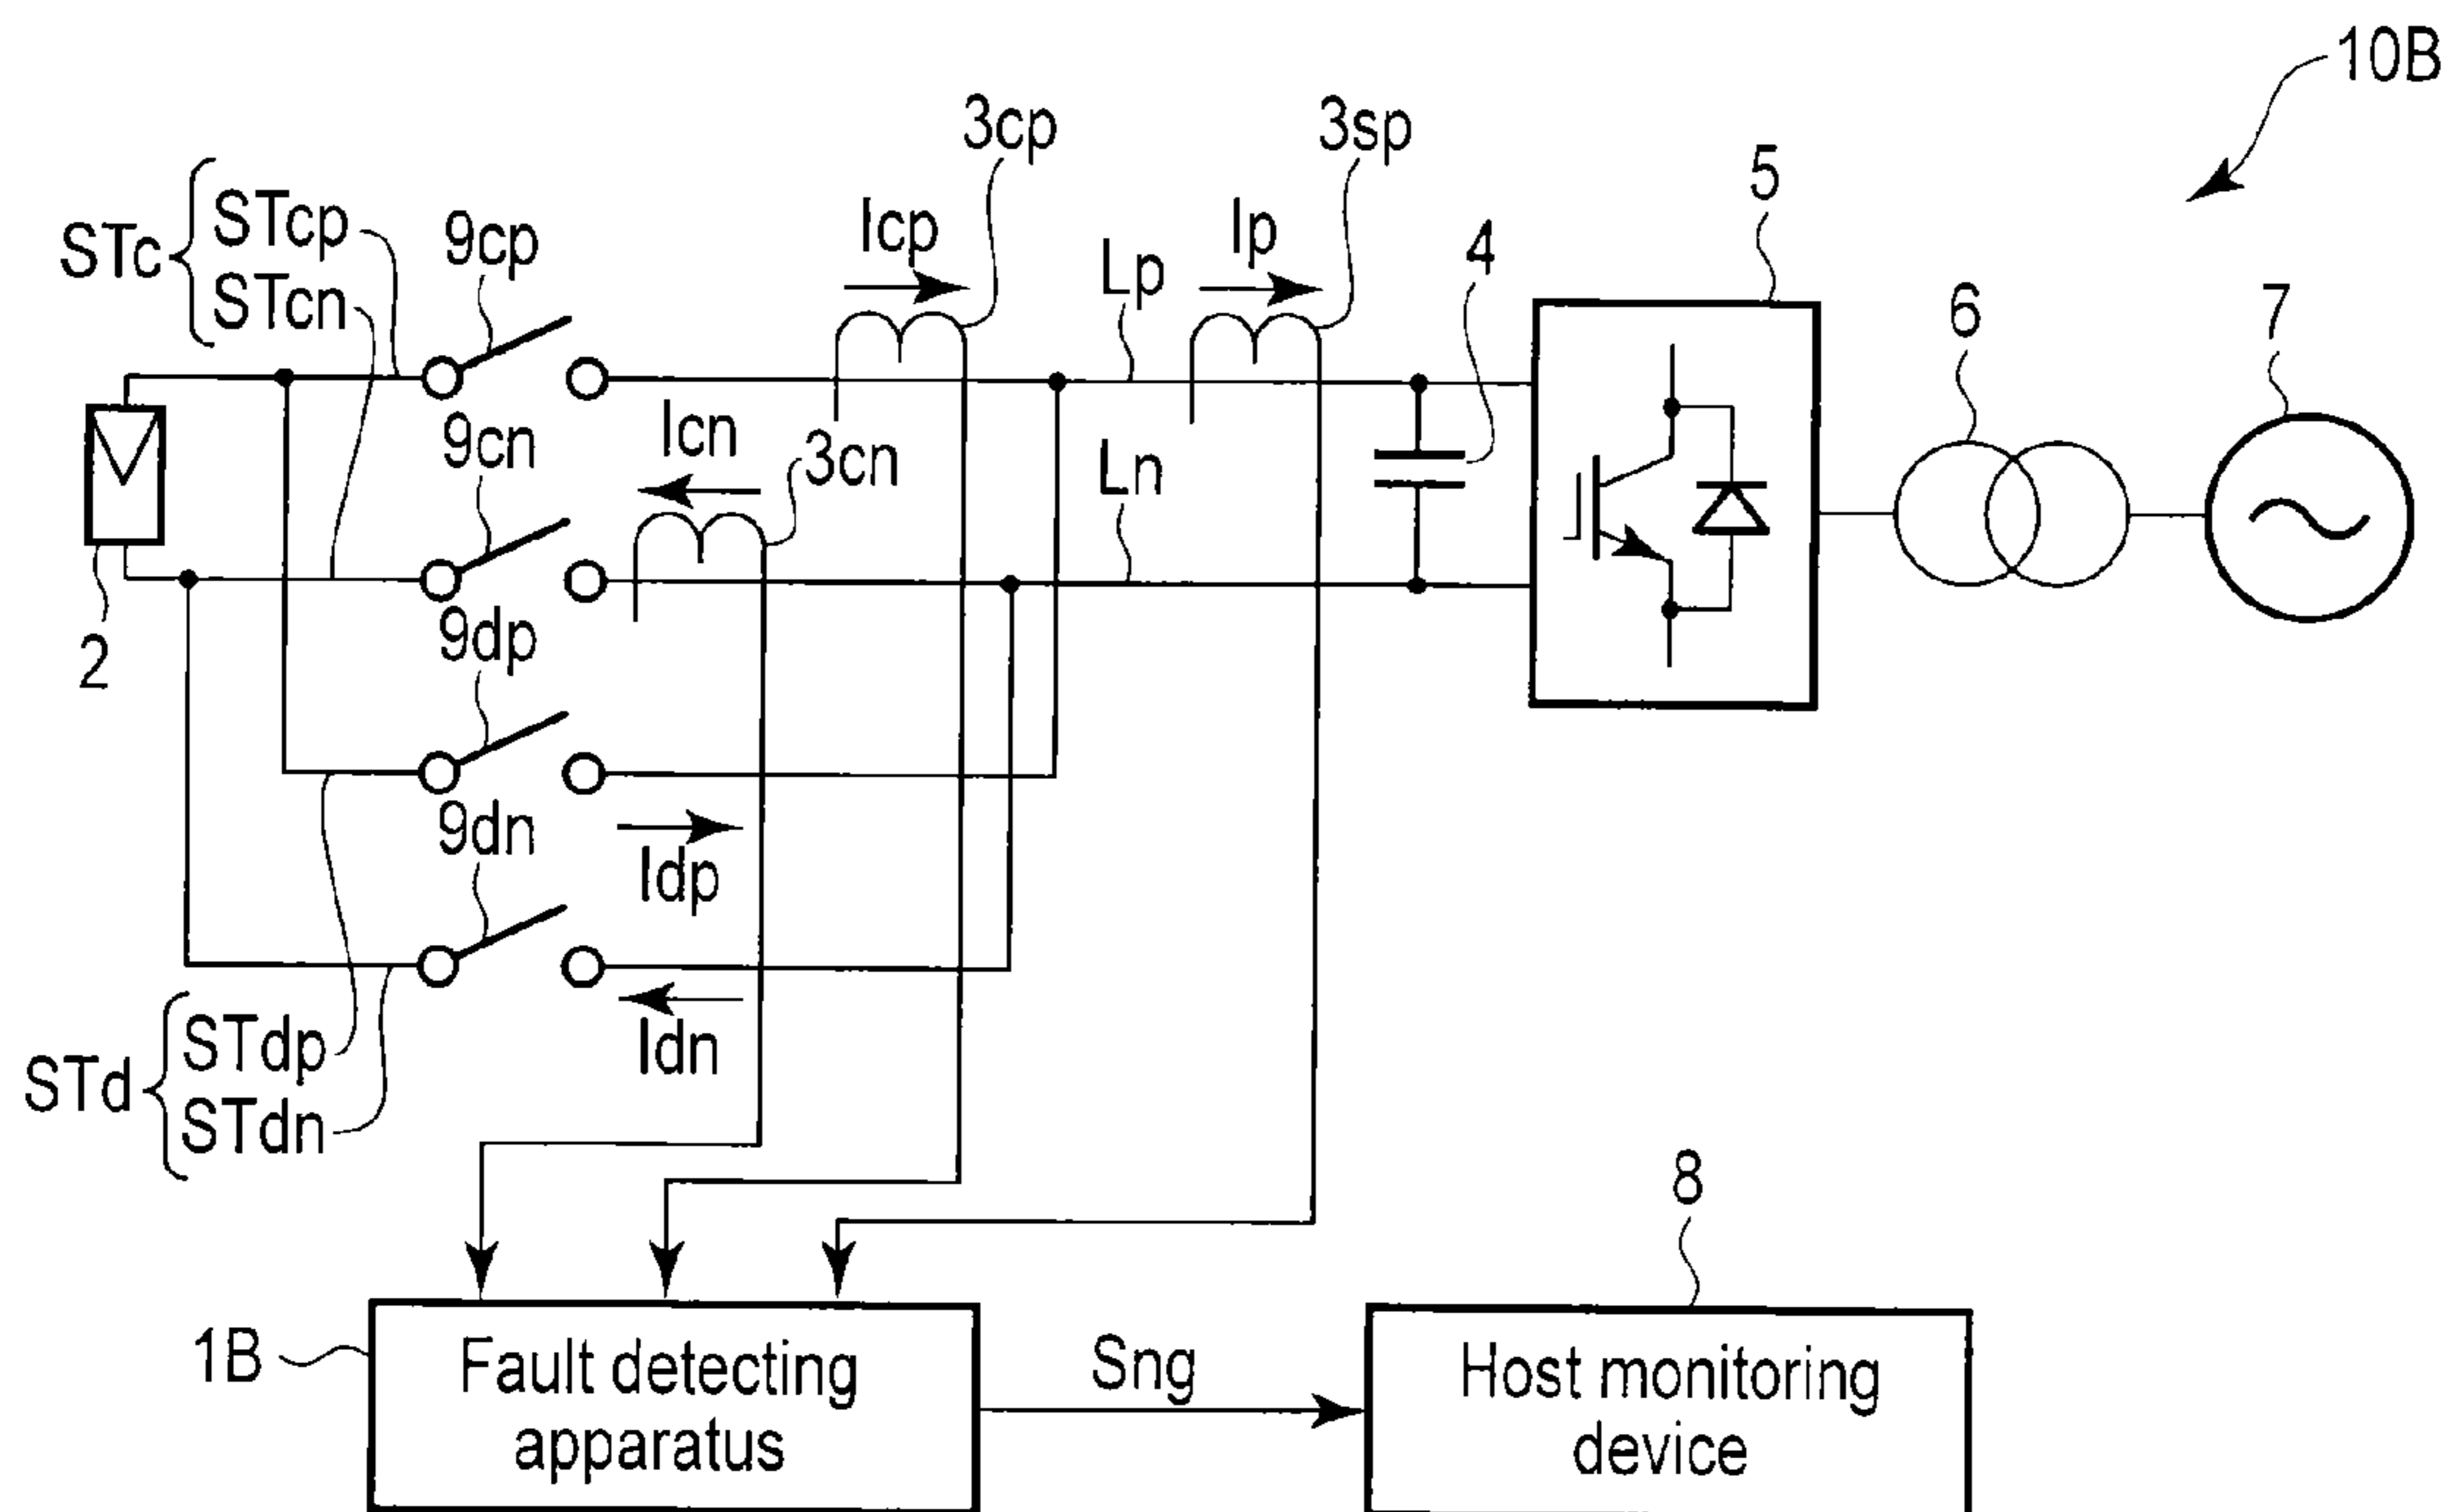 10B
3cp
3sp
5
STc
STcp
STcn
9cp
Icp
Lp
Ip
4
6
7
9cn
Icn
3cn
Ln
2
9dp
9dn
Idp
Idn
STd
STdp
STdn
8
1B
Fault detecting
apparatus
Sng
Host monitoring
device